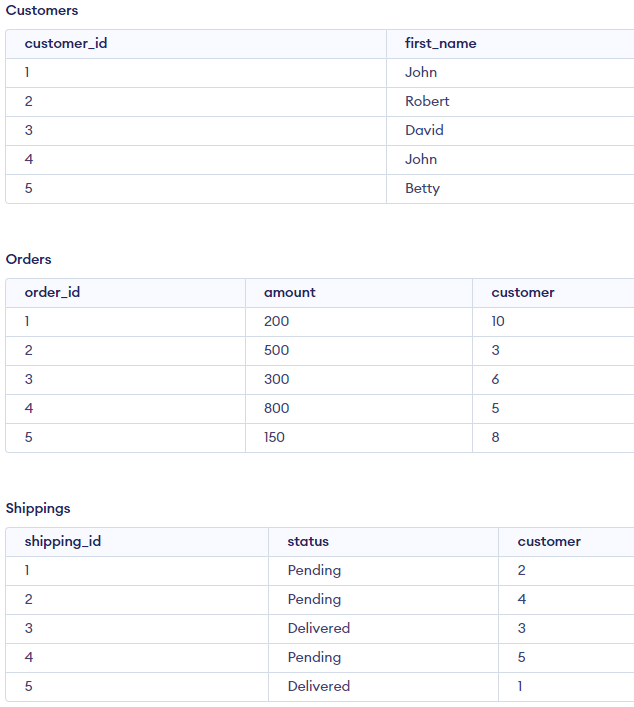 Customers
customer_id first_name
1 John
2 Robert
3 David
4 John
5 Betty
Orders
order_id amount customer
1 200 10
2 500 3
3 300 6
4 800 5
5 150 8
Shippings
shipping_id status customer
1 Pending 2
2 Pending 4
3 Delivered 3
4 Pending 5
5 Delivered 1